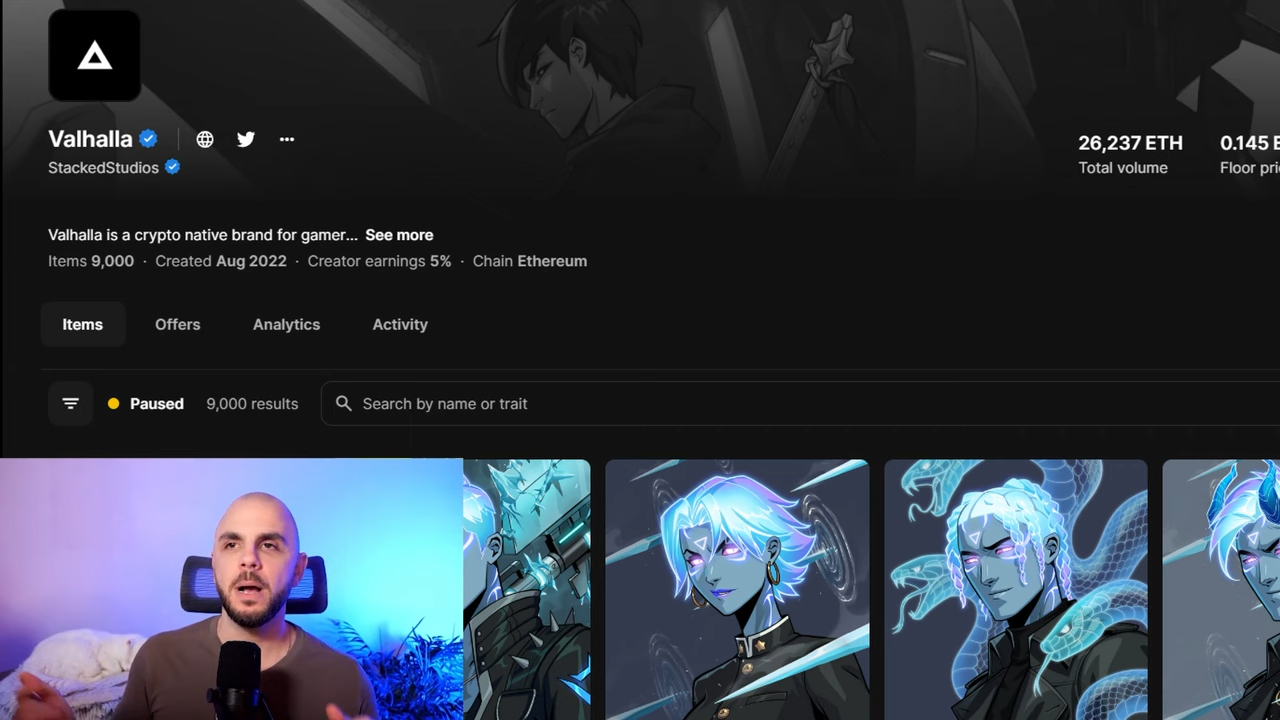 Valhalla
StackedStudios
26,237 ETH
Total volume
0.145
Floor
Valhalla is a crypto native brand for gamer... See more
Items 9,000 · Created Aug 2022 · Creator earnings 5% · Chain Ethereum
Items
Offers
Analytics
Activity
Paused
9,000 results
Search by name or trait